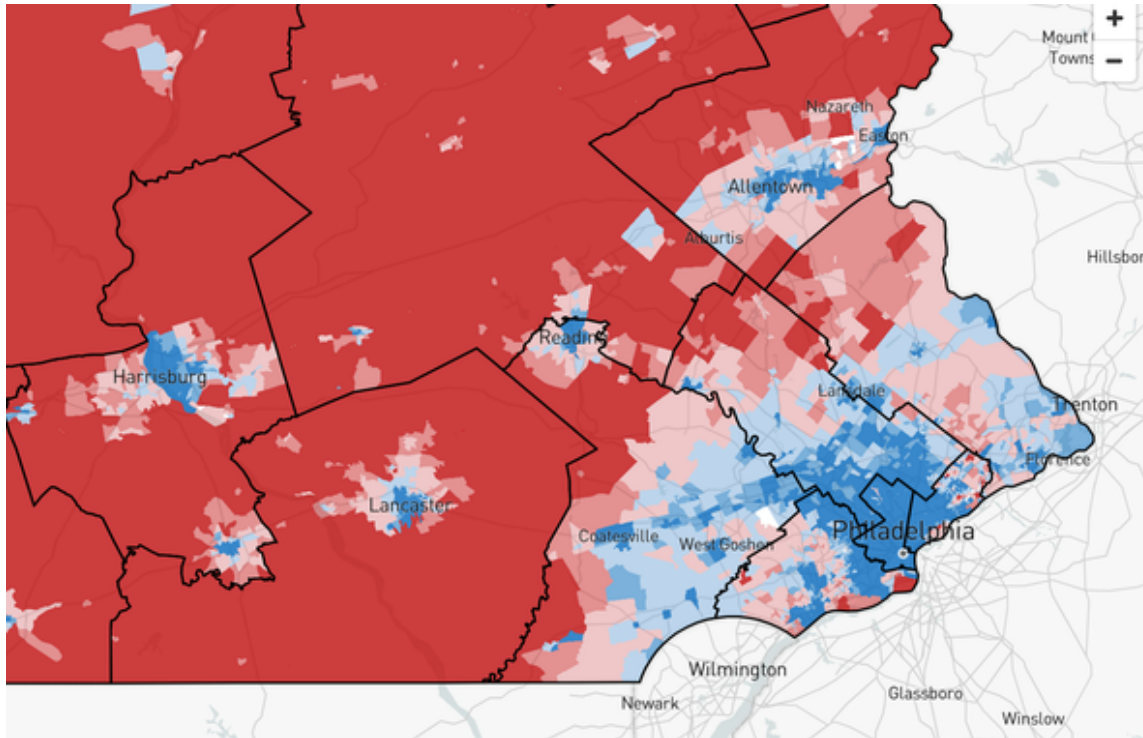 +
Mount
Towns
−
Nazareth
Easton
Allentown
Alburtis
Hillsbor
Reading
Harrisburg
Lansdale
Trenton
Florence
Lancaster
Coatesville
West Goshen
Philadelphia
Wilmington
Newark
Glassboro
Winslow